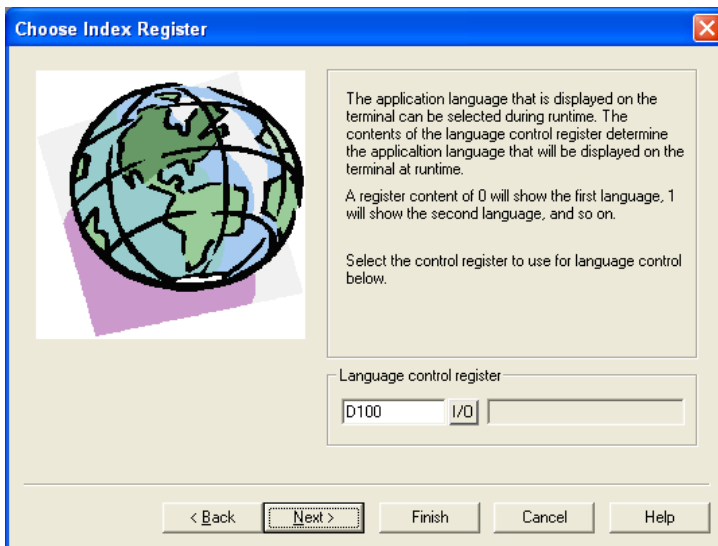 Choose Index Register
The application language that is displayed on the
terminal can be selected during runtime. The
contents of the language control register determine
the applicaltion language that will be displayed on the
terminal at runtime.
A register content of 0 will show the first language, 1
will show the second language, and so on.
Select the control register to use for language control
below.
Language control register
D100 I/O
< Back Next > Finish Cancel Help